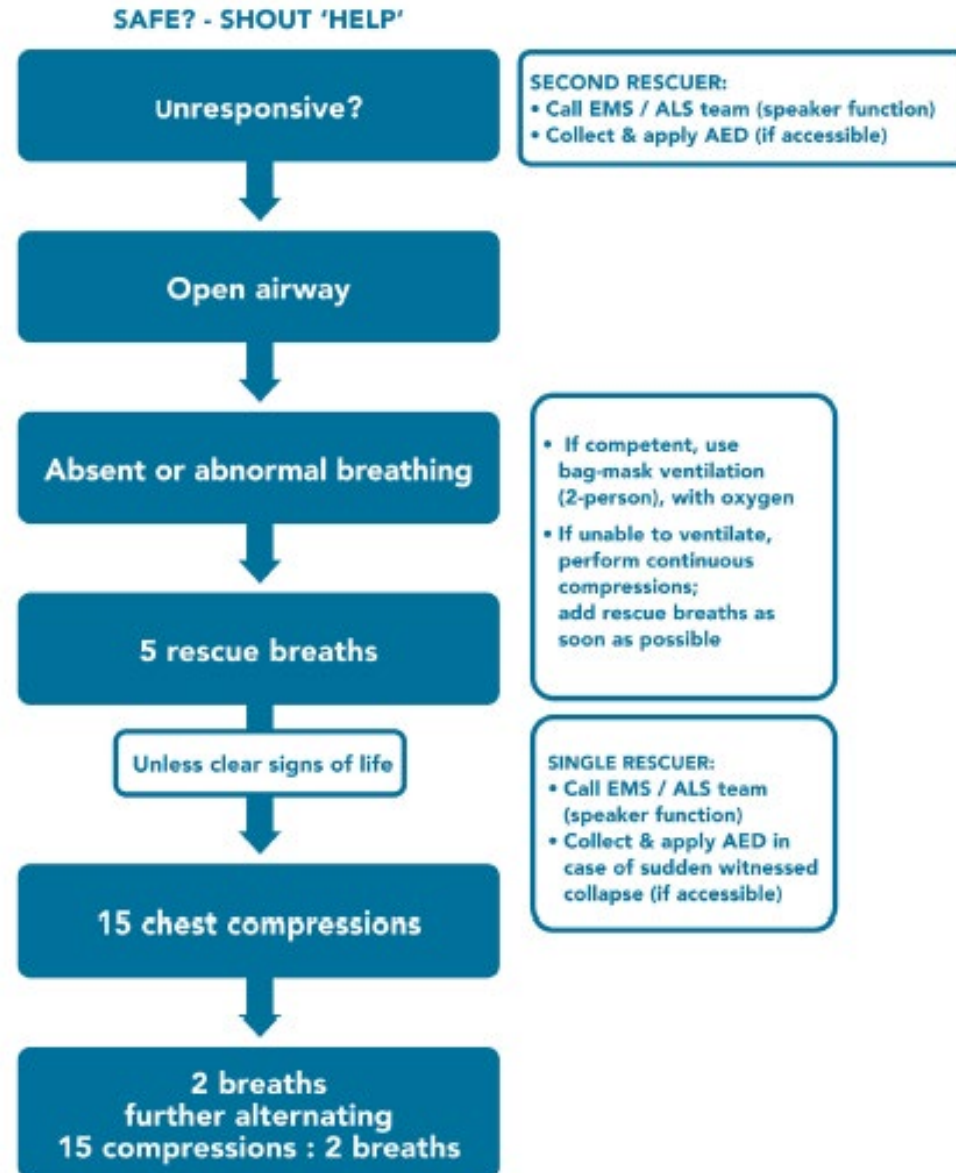 SAFE? - SHOUT 'HELP'
Unresponsive?
SECOND RESCUER:
• Call EMS / ALS team (speaker function)
• Collect & apply AED (if accessible)
Open airway
Absent or abnormal breathing
• If competent, use
bag-mask ventilation
(2-person), with oxygen
• If unable to ventilate,
perform continuous
compressions;
add rescue breaths as
soon as possible
5 rescue breaths
Unless clear signs of life
SINGLE RESCUER:
• Call EMS / ALS team
(speaker function)
• Collect & apply AED in
case of sudden witnessed
collapse (if accessible)
15 chest compressions
2 breaths
further alternating
15 compressions : 2 breaths